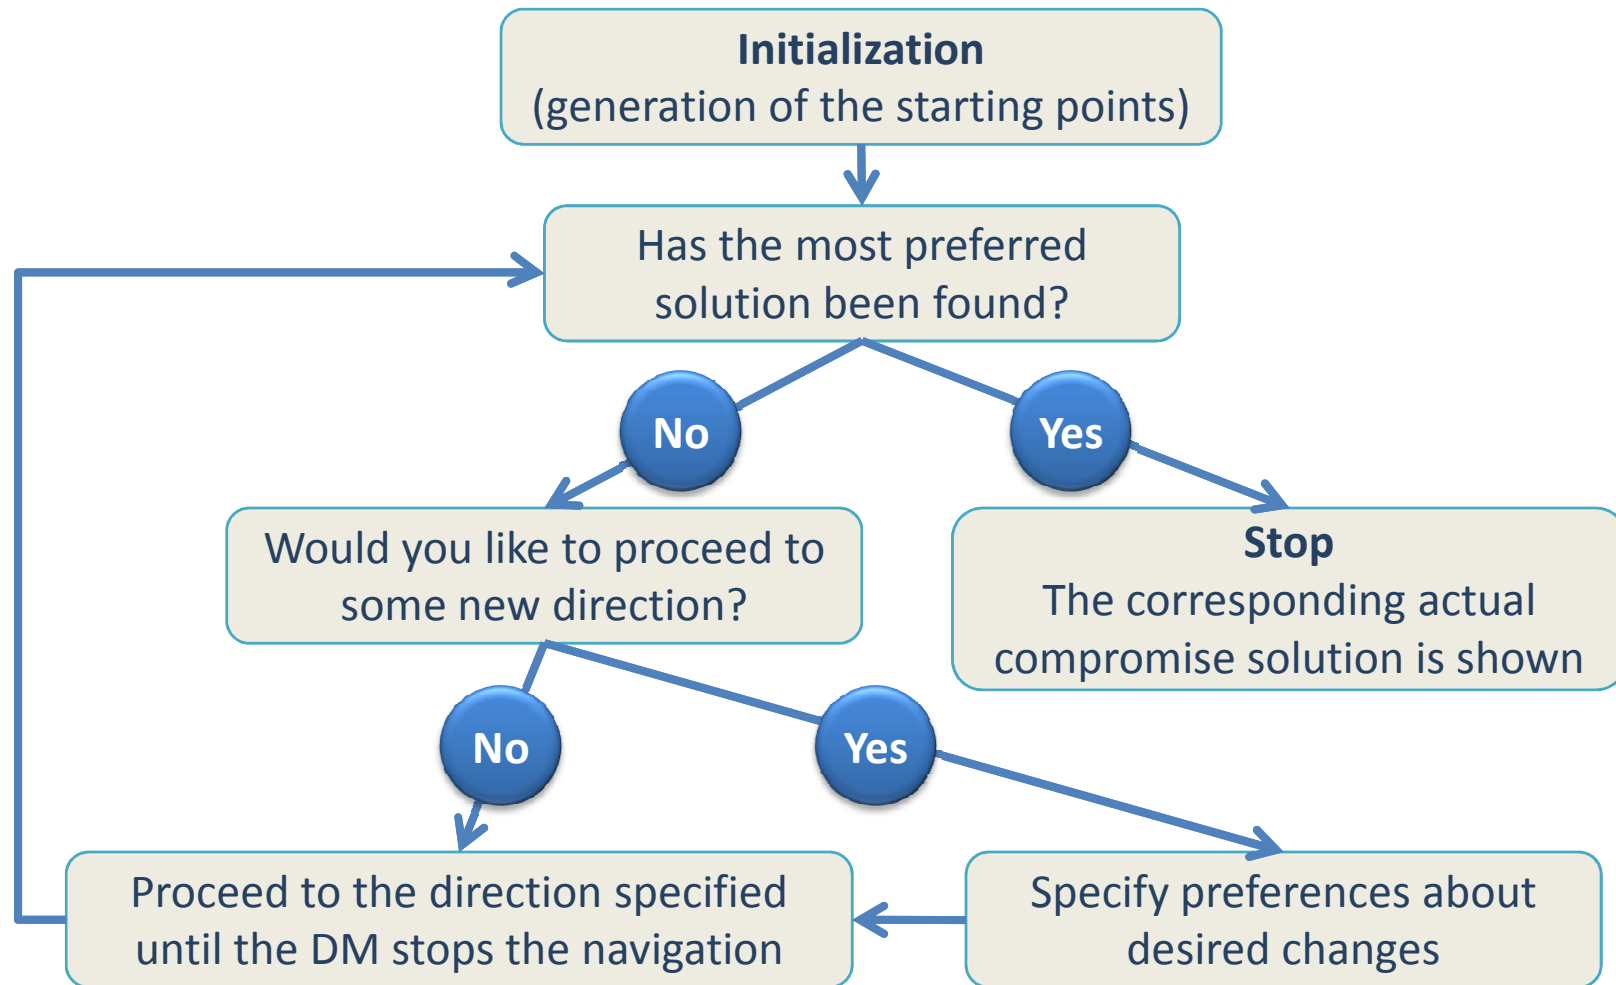 Initialization
(generation of the starting points)
Has the most preferred
solution been found?
No
Yes
Would you like to proceed to
some new direction?
Stop
The corresponding actual
compromise solution is shown
No
Yes
Proceed to the direction specified
until the DM stops the navigation
Specify preferences about
desired changes